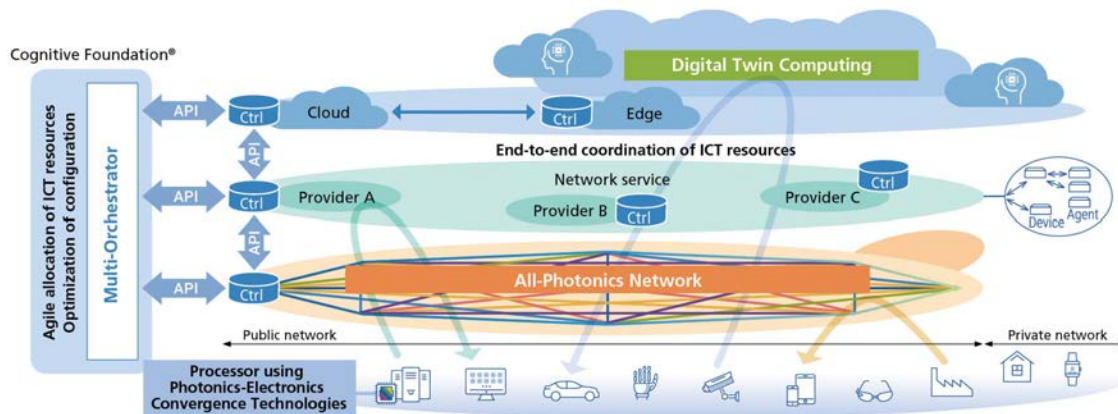 Cognitive Foundation®
Agile allocation of ICT resources
Optimization of configuration
Multi-Orchestrator
API
Ctrl
Cloud
Ctrl
Edge
Digital Twin Computing
API
End-to-end coordination of ICT resources
Network service
API
Ctrl
Provider A
Provider B
Ctrl
Provider C
Ctrl
Device
Agent
API
API
Ctrl
All-Photonics Network
Public network
Private network
Processor using
Photonics-Electronics
Convergence Technologies